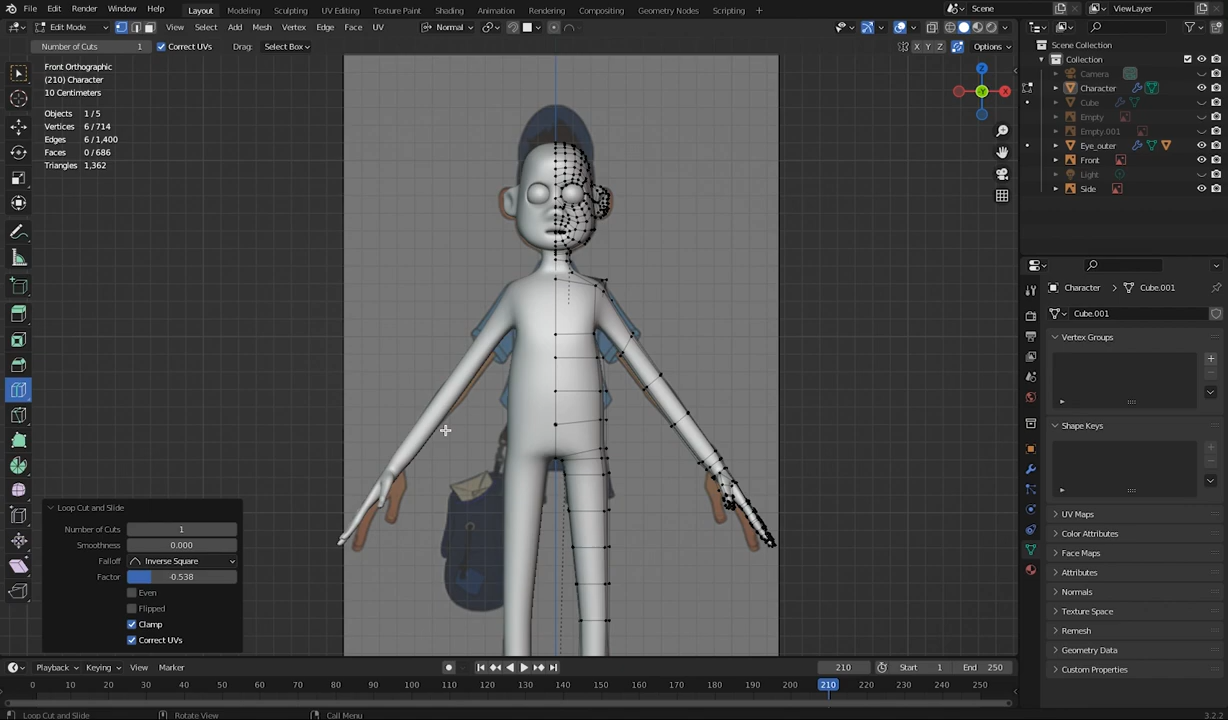 File Edit Render Window Help Layout Modeling Sculpting UV Editing Texture Paint Shading Animation Rendering Compositing Geometry Nodes Scripting Scene ViewLayer
Edit Mode View Select Add Mesh Vertex Edge Face UV Normal
Number of Cuts 1 Correct UVs Drag: Select Box X Y Z Options
Front Orthographic
(210) Character
10 Centimeters
Objects 1/5
Vertices 6/714
Edges 6/1,400
Faces 0/686
Triangles 1,362
Z
X
Y
Loop Cut and Slide
Number of Cuts 1
Smoothness 0.000
Falloff Inverse Square
Factor -0.538
Even
Flipped
Clamp
Correct UVs
Scene Collection
Collection
Camera
Character
Cube
Empty
Empty.001
Eye_outer
Front
Light
Side
Character Cube.001
Cube.001
Vertex Groups
Shape Keys
UV Maps
Color Attributes
Face Maps
Attributes
Normals
Texture Space
Remesh
Geometry Data
Custom Properties
Playback Keying View Marker 210 Start 1 End 250
0 10 20 30 40 50 60 70 80 90 100 110 120 130 140 150 160 170 180 190 200 210 220 230 240 250
Loop Cut and Slide Rotate View Call Menu 3.2.2